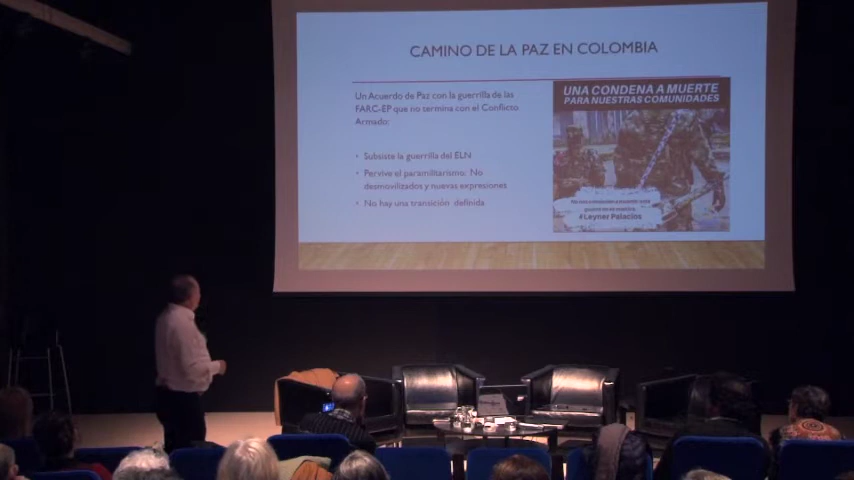 CAMINO DE LA PAZ EN COLOMBIA
Un Acuerdo de Paz con la guerrilla de las
FARC-EP que no termina con el Conflicto
Armado:
• Subsiste la guerrilla del ELN
• Pervive el paramilitarismo: No
desmovilizados y nuevas expresiones
• No hay una transición definida
UNA CONDENA A MUERTE
PARA NUESTRAS COMUNIDADES
#Leyner Palacios